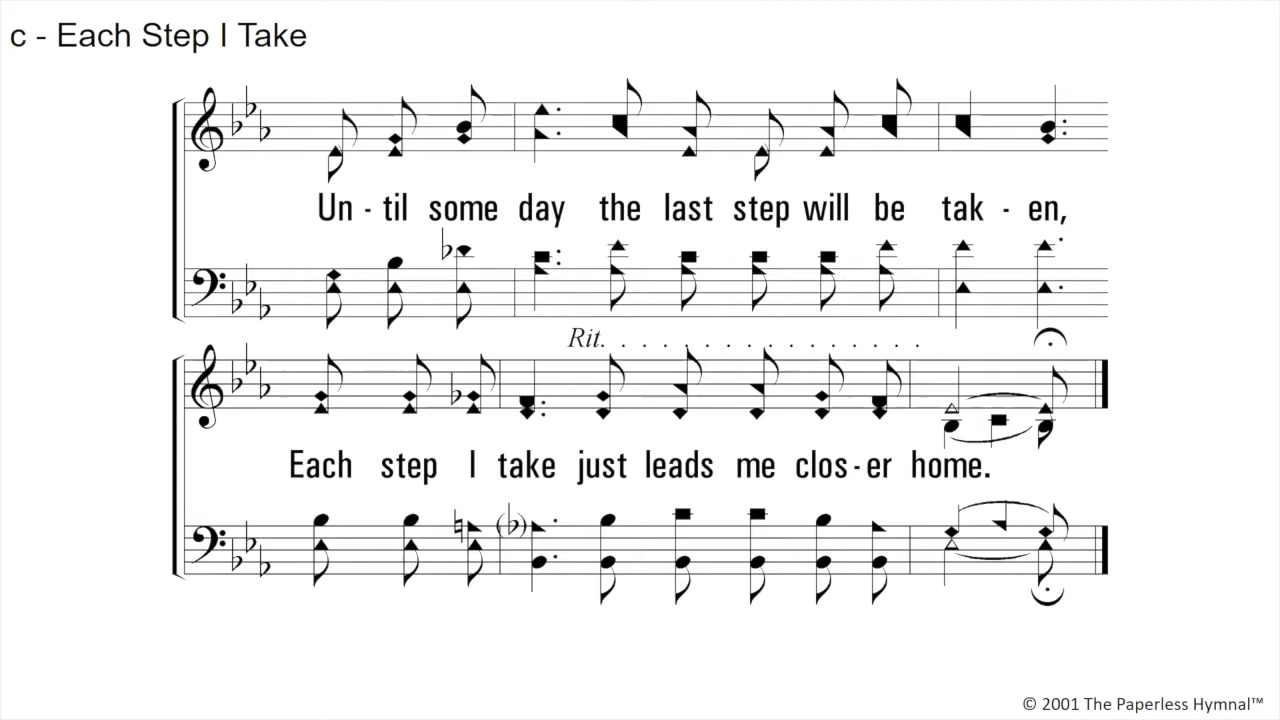 c - Each Step I Take
Un - til some day the last step will be tak - en,
Rit. . . . . . . . . . . . . . . .
Each step I take just leads me clos - er home.
© 2001 The Paperless Hymnal™